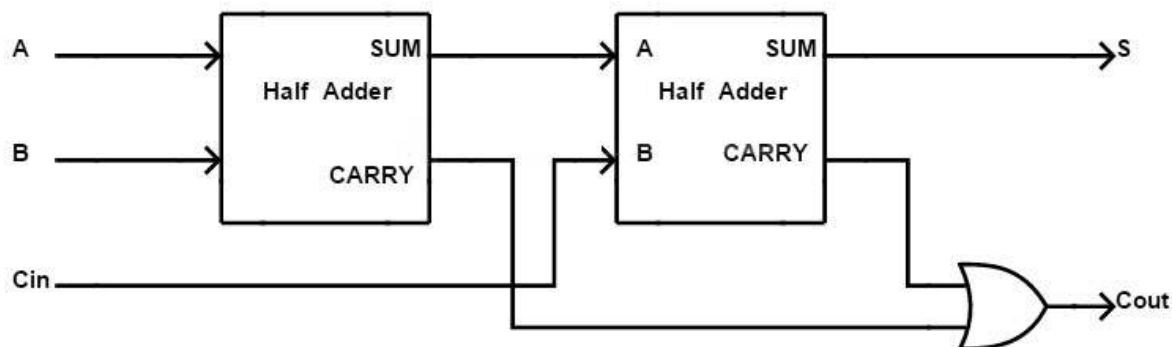 A
B
Cin
SUM
Half Adder
CARRY
A
B
SUM
Half Adder
CARRY
S
Cout